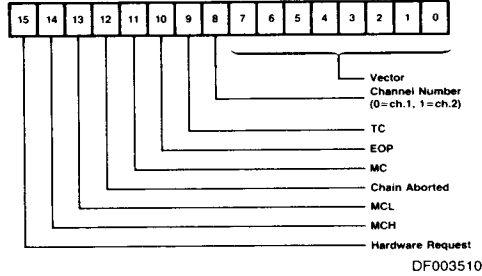 15 14 13 12 11 10 9 8 7 6 5 4 3 2 1 0
Vector
Channel Number
(0=ch.1, 1=ch.2)
TC
EOP
MC
Chain Aborted
MCL
MCH
Hardware Request
DF003510